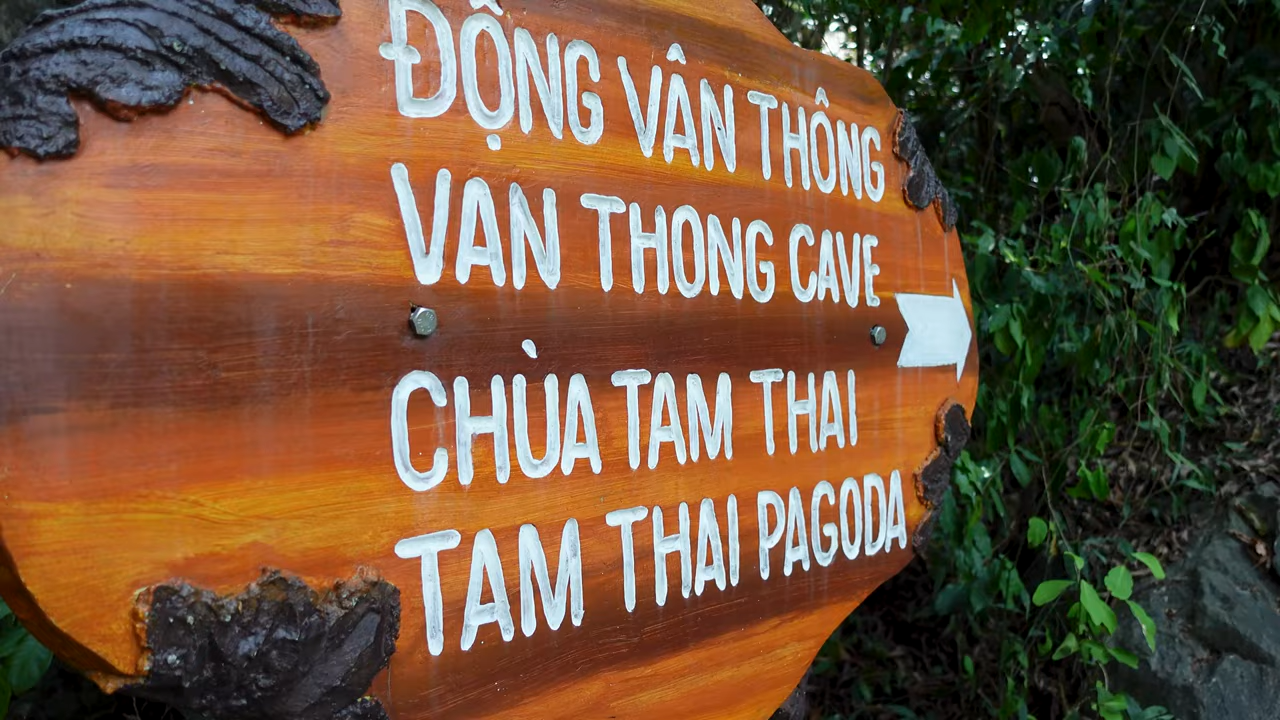 ĐỘNG VÂN THÔNG
VAN THONG CAVE
CHÙA TAM THAI
TAM THAI PAGODA